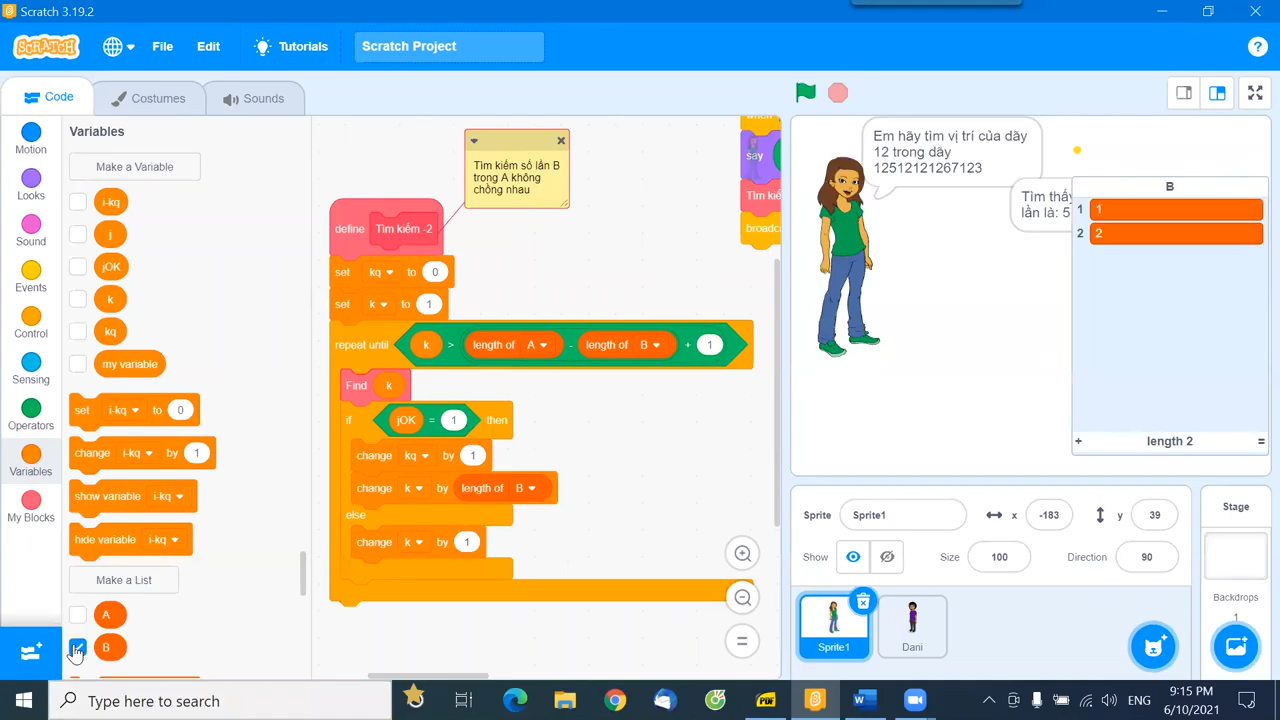 Scratch 3.19.2
SCRATCH
File
Edit
Tutorials
Scratch Project
?
Code
Costumes
Sounds
Motion
Looks
Sound
Events
Control
Sensing
Operators
Variables
My Blocks
Variables
Make a Variable
i-kq
j
jOK
k
kq
my variable
set i-kq to 0
change i-kq by 1
show variable i-kq
hide variable i-kq
Make a List
A
B
Tìm kiếm số lần B
trong A không
chồng nhau
define Tìm kiếm -2
set kq to 0
set k to 1
repeat until k > length of A - length of B + 1
Find k
if jOK = 1 then
change kq by 1
change k by length of B
else
change k by 1
say
Tìm kiế
broadca
Em hãy tìm vị trí của dãy
12 trong dãy
12512121267123
Tìm thấy
lần là: 5
B
1 1
2 2
+ length 2 =
Sprite Sprite1 x -183 y 39
Show Size 100 Direction 90
Sprite1
Dani
Stage
Backdrops
1
Type here to search
PDF
ENG
9:15 PM
6/10/2021